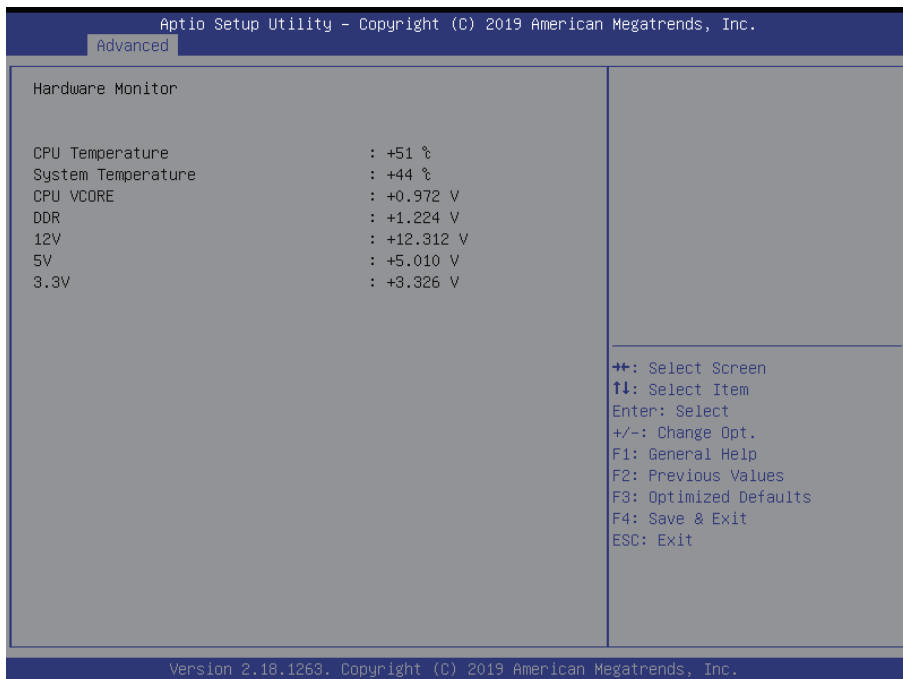 Aptio Setup Utility – Copyright (C) 2019 American Megatrends, Inc.
Advanced
Hardware Monitor
CPU Temperature : +51 ℃
System Temperature : +44 ℃
CPU VCORE : +0.972 V
DDR : +1.224 V
12V : +12.312 V
5V : +5.010 V
3.3V : +3.326 V
→←: Select Screen
↑↓: Select Item
Enter: Select
+/-: Change Opt.
F1: General Help
F2: Previous Values
F3: Optimized Defaults
F4: Save & Exit
ESC: Exit
Version 2.18.1263. Copyright (C) 2019 American Megatrends, Inc.